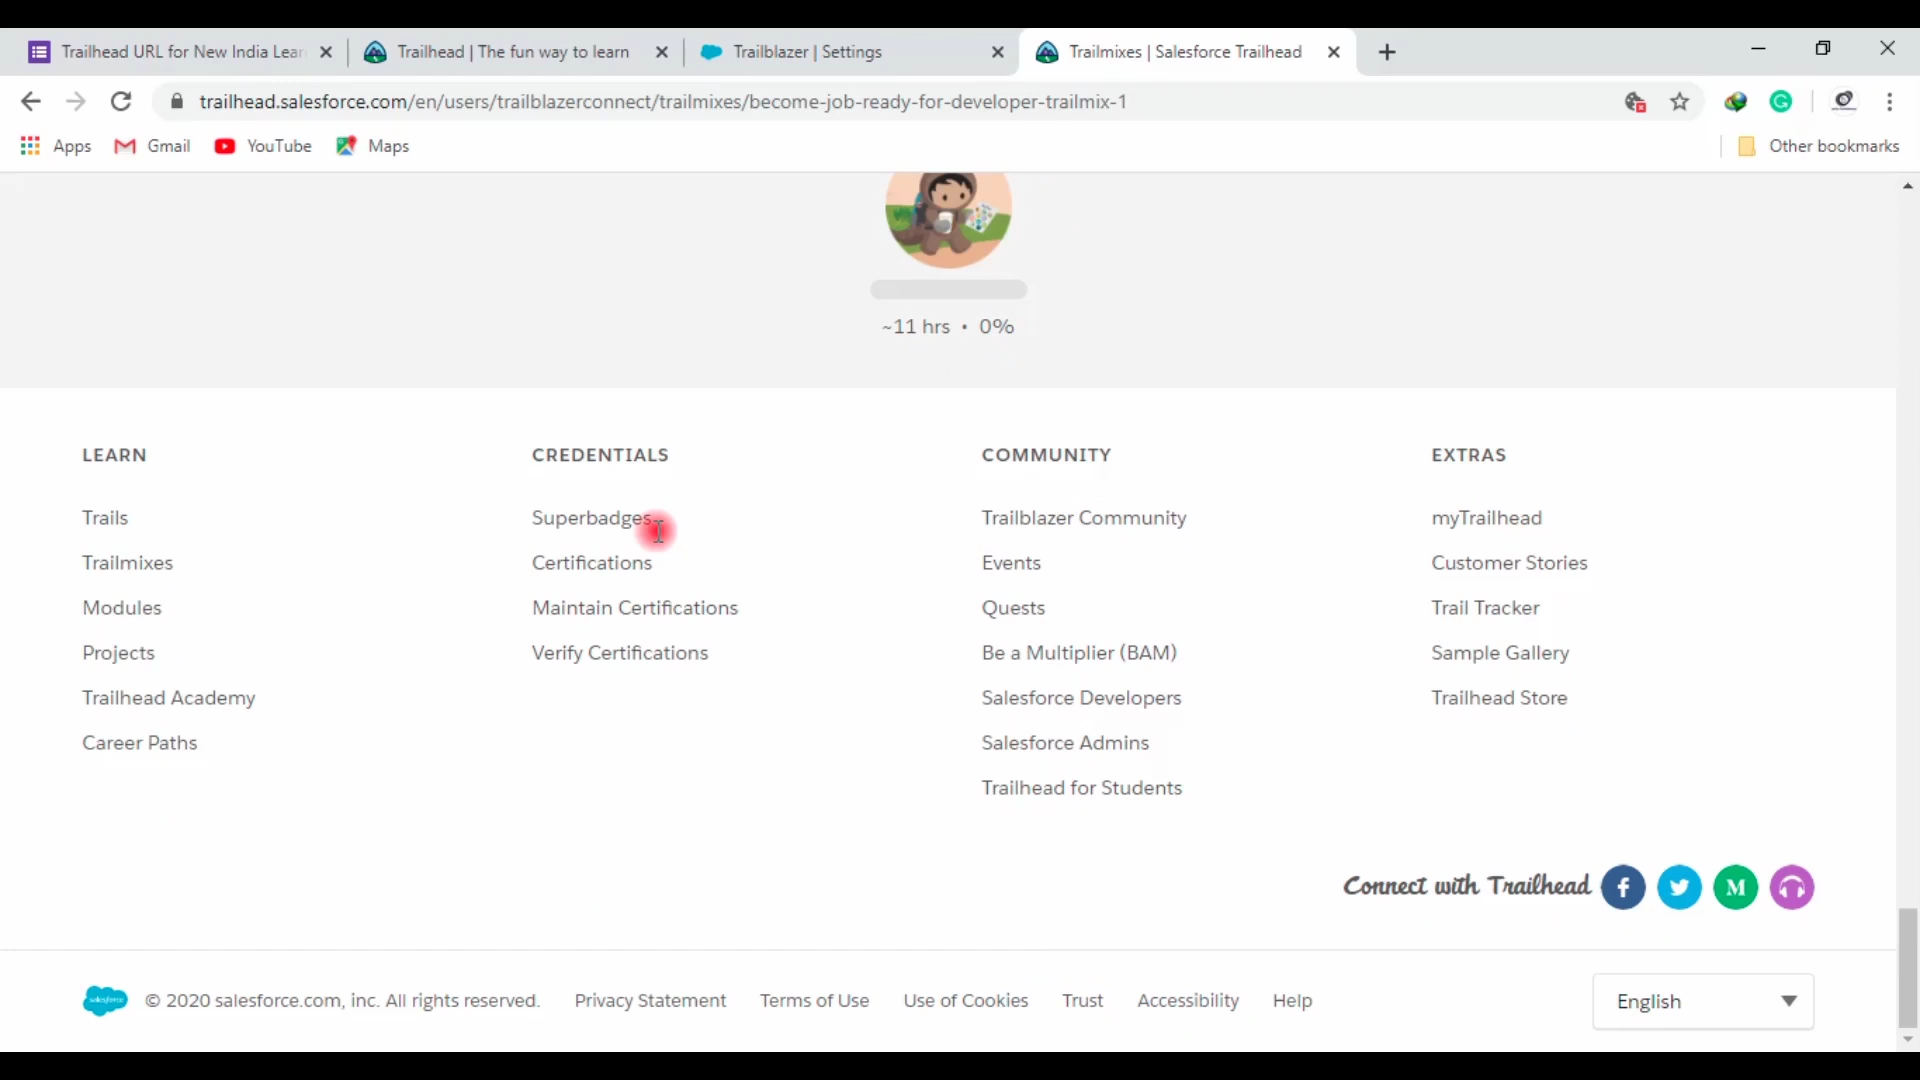 Trailhead URL for New India Lear
Trailhead | The fun way to learn
Trailblazer | Settings
Trailmixes | Salesforce Trailhead
trailhead.salesforce.com/en/users/trailblazerconnect/trailmixes/become-job-ready-for-developer-trailmix-1
Apps
Gmail
YouTube
Maps
Other bookmarks
~11 hrs • 0%
LEARN
Trails
Trailmixes
Modules
Projects
Trailhead Academy
Career Paths
CREDENTIALS
Superbadges
Certifications
Maintain Certifications
Verify Certifications
COMMUNITY
Trailblazer Community
Events
Quests
Be a Multiplier (BAM)
Salesforce Developers
Salesforce Admins
Trailhead for Students
EXTRAS
myTrailhead
Customer Stories
Trail Tracker
Sample Gallery
Trailhead Store
Connect with Trailhead
salesforce
© 2020 salesforce.com, inc. All rights reserved.
Privacy Statement
Terms of Use
Use of Cookies
Trust
Accessibility
Help
English